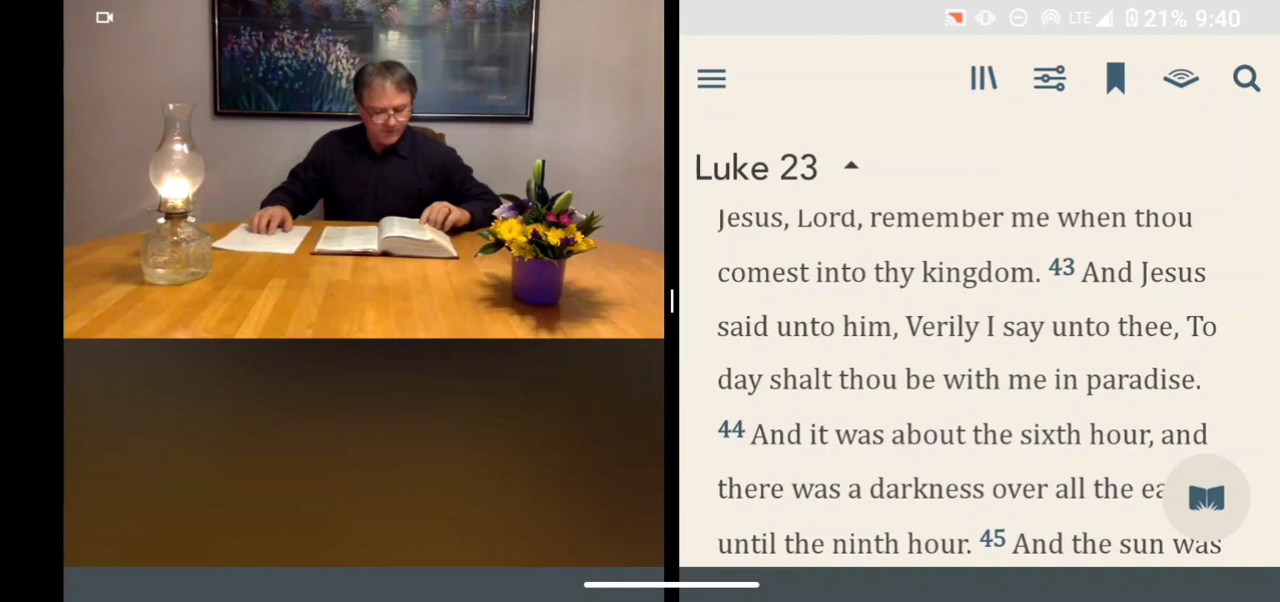 LTE 21% 9:40
Luke 23
Jesus, Lord, remember me when thou
comest into thy kingdom. 43 And Jesus
said unto him, Verily I say unto thee, To
day shalt thou be with me in paradise.
44 And it was about the sixth hour, and
there was a darkness over all the ea
until the ninth hour. 45 And the sun was